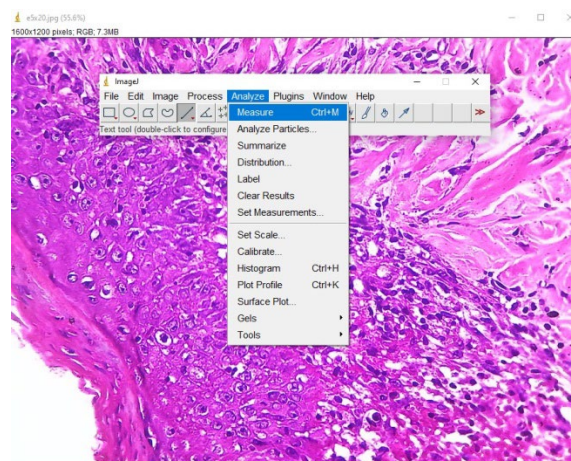 e5x20.jpg (55.6%)
1600x1200 pixels; RGB; 7.3MB
ImageJ
File Edit Image Process Analyze Plugins Window Help
Text tool (double-click to configure
Measure Ctrl+M
Analyze Particles...
Summarize
Distribution...
Label
Clear Results
Set Measurements...
Set Scale...
Calibrate...
Histogram Ctrl+H
Plot Profile Ctrl+K
Surface Plot...
Gels
Tools